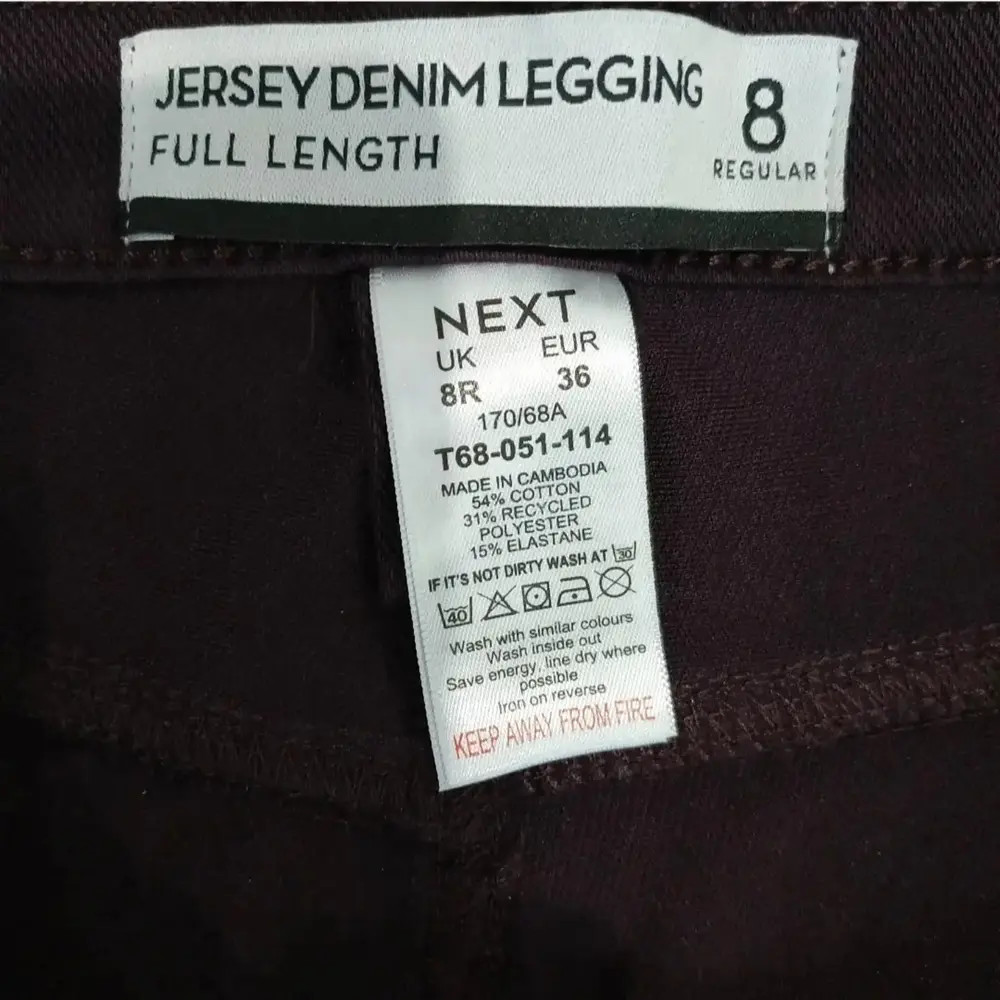 JERSEY DENIM LEGGING
FULL LENGTH
8
REGULAR
NEXT
UK EUR
8R 36
170/68A
T68-051-114
MADE IN CAMBODIA
54% COTTON
31% RECYCLED
POLYESTER
15% ELASTANE
IF IT'S NOT DIRTY WASH AT 30
40
Wash with similar colours
Wash inside out
Save energy, line dry where
possible
Iron on reverse
KEEP AWAY FROM FIRE